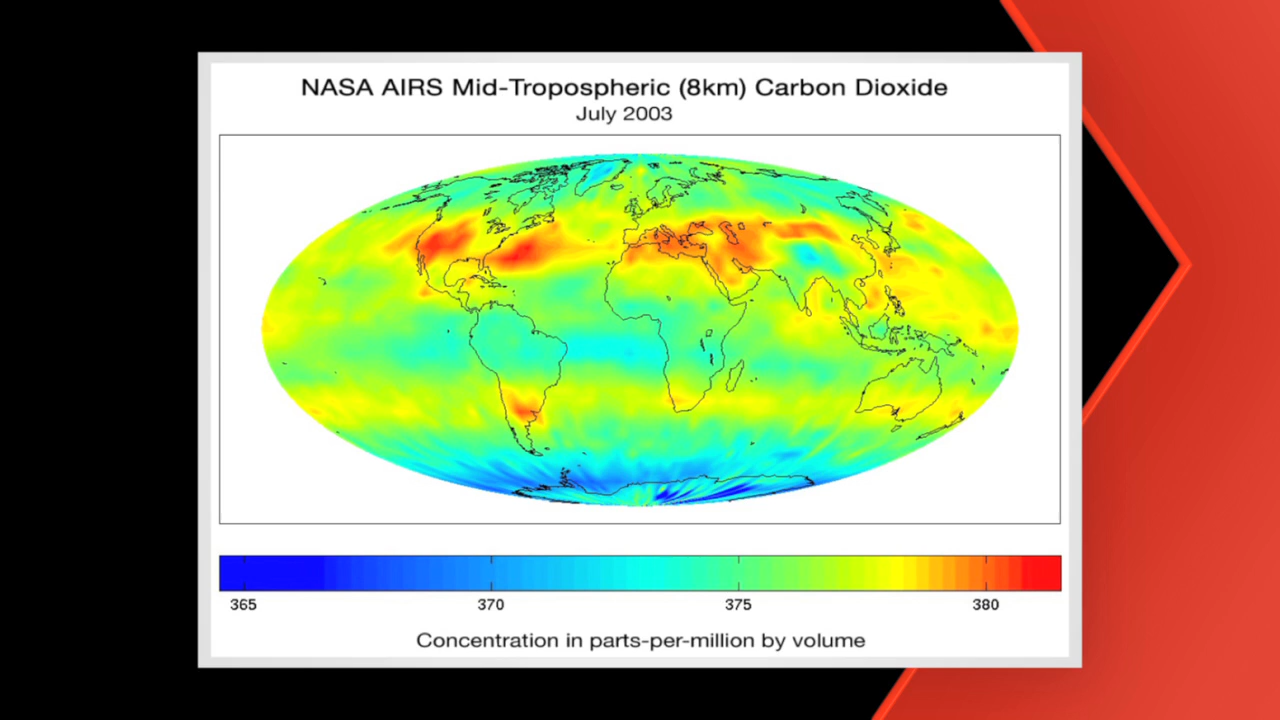 NASA AIRS Mid-Tropospheric (8km) Carbon Dioxide
July 2003
365 370 375 380
Concentration in parts-per-million by volume